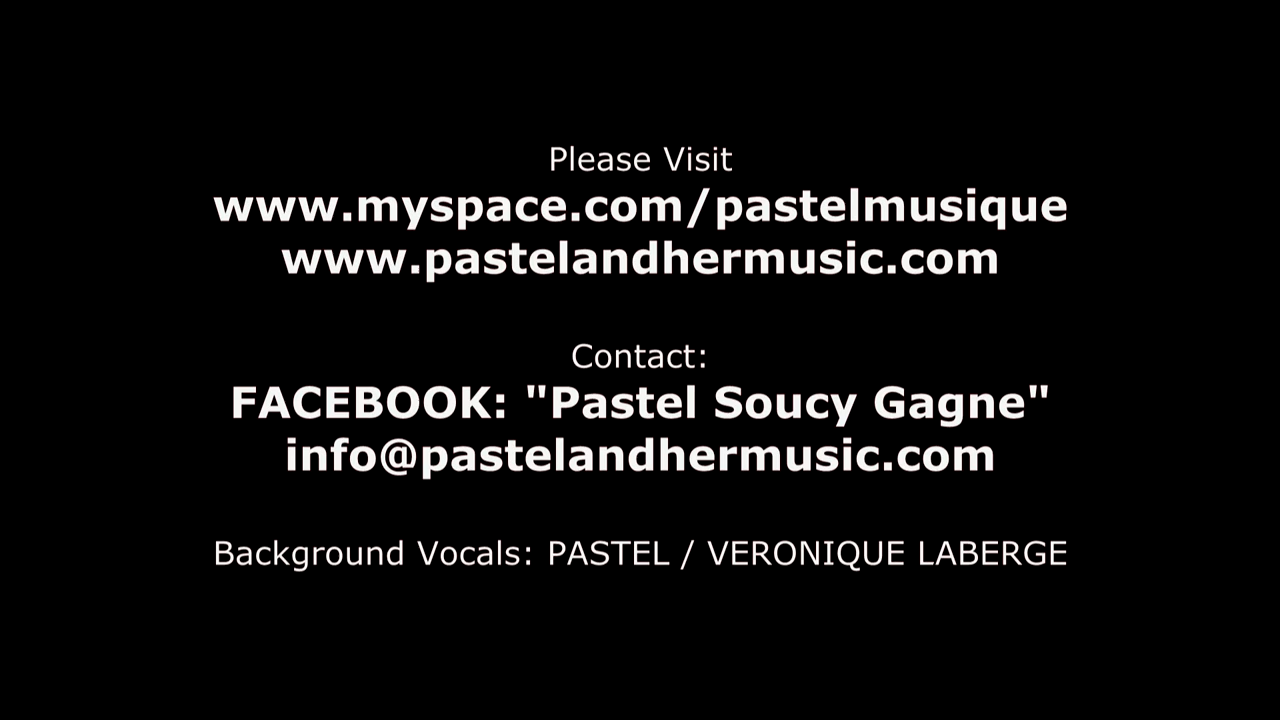 Please Visit
www.myspace.com/pastelmusique
www.pastelandhermusic.com
Contact:
FACEBOOK: "Pastel Soucy Gagne"
info@pastelandhermusic.com
Background Vocals: PASTEL / VERONIQUE LABERGE